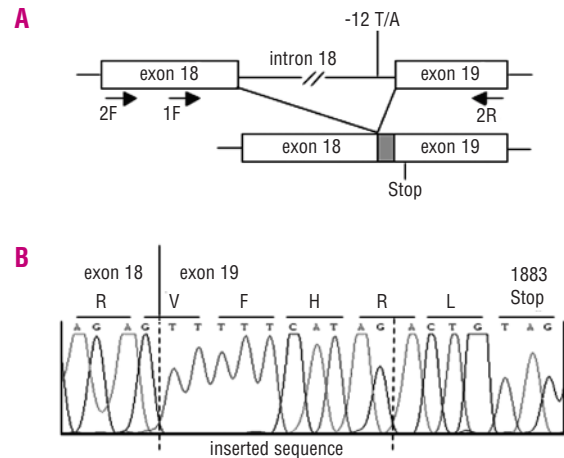 A
-12 T/A
intron 18
exon 18
exon 19
2F
1F
2R
exon 18
exon 19
Stop
B
exon 18
exon 19
1883
R V F H R L Stop
A G A G T T T T T C A T A G A C T G T A G
inserted sequence